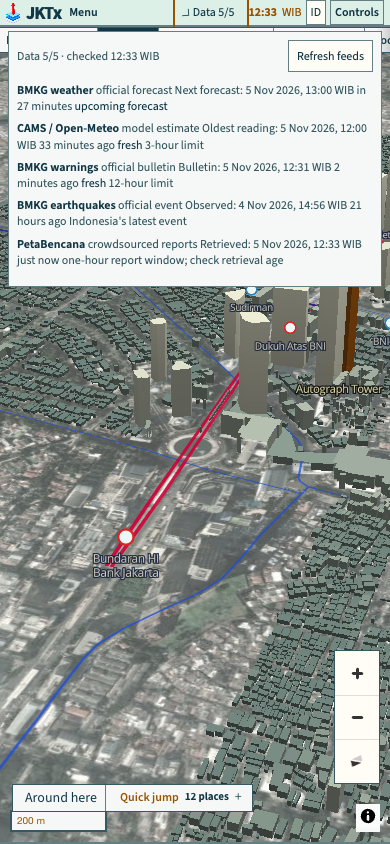 JKTx Menu Data 5/5 12:33 WIB ID Controls
Data 5/5 · checked 12:33 WIB Refresh feeds
BMKG weather official forecast Next forecast: 5 Nov 2026, 13:00 WIB in
27 minutes upcoming forecast
CAMS / Open-Meteo model estimate Oldest reading: 5 Nov 2026, 12:00
WIB 33 minutes ago fresh 3-hour limit
BMKG warnings official bulletin Bulletin: 5 Nov 2026, 12:31 WIB 2
minutes ago fresh 12-hour limit
BMKG earthquakes official event Observed: 4 Nov 2026, 14:56 WIB 21
hours ago Indonesia's latest event
PetaBencana crowdsourced reports Retrieved: 5 Nov 2026, 12:33 WIB
just now one-hour report window; check retrieval age
Sudirman
Dukuh Atas BNI
BNI
Autograph Tower
Bundaran HI
Bank Jakarta
+
−
Around here Quick jump 12 places +
200 m